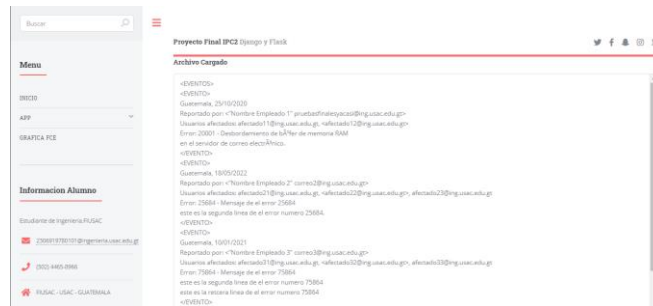 Buscar
Menu
INICIO
APP
GRAFICA FCE
Informacion Alumno
Estudiante de Ingenieria FIUSAC
(502) 4465-8966
FIUSAC - USAC - GUATEMALA
Proyecto Final IPC2 Django y Flask
Archivo Cargado
<EVENTOS>
<EVENTO>
Guatemala, 25/10/2020
Reportado por: <"Nombre Empleado 1" pruebasfinalesyacasi@ing.usac.edu.gt>
Usuarios afectados: afectado11@ing.usac.edu.gt, <afectado12@ing.usac.edu.gt>
Error: 20001 - Desbordamiento de bÃºfer de memoria RAM
en el servidor de correo electrÃ³nico.
</EVENTO>
<EVENTO>
Guatemala, 18/05/2022
Reportado por: <"Nombre Empleado 2" correo2@ing.usac.edu.gt>
Usuarios afectados: afectado21@ing.usac.edu.gt, <afectado22@ing.usac.edu.gt>, afectado23@ing.usac.edu.gt
Error: 25684 - Mensaje de el error 25684
este es la segunda linea de el error numero 25684.
</EVENTO>
<EVENTO>
Guatemala, 10/01/2021
Reportado por: <"Nombre Empleado 3" correo3@ing.usac.edu.gt>
Usuarios afectados: afectado31@ing.usac.edu.gt, <afectado32@ing.usac.edu.gt>, afectado33@ing.usac.edu.gt
Error: 75864 - Mensaje de el error 75864
este es la segunda linea de el error numero 75864
este es la tercera linea de el error numero 75864
</EVENTO>